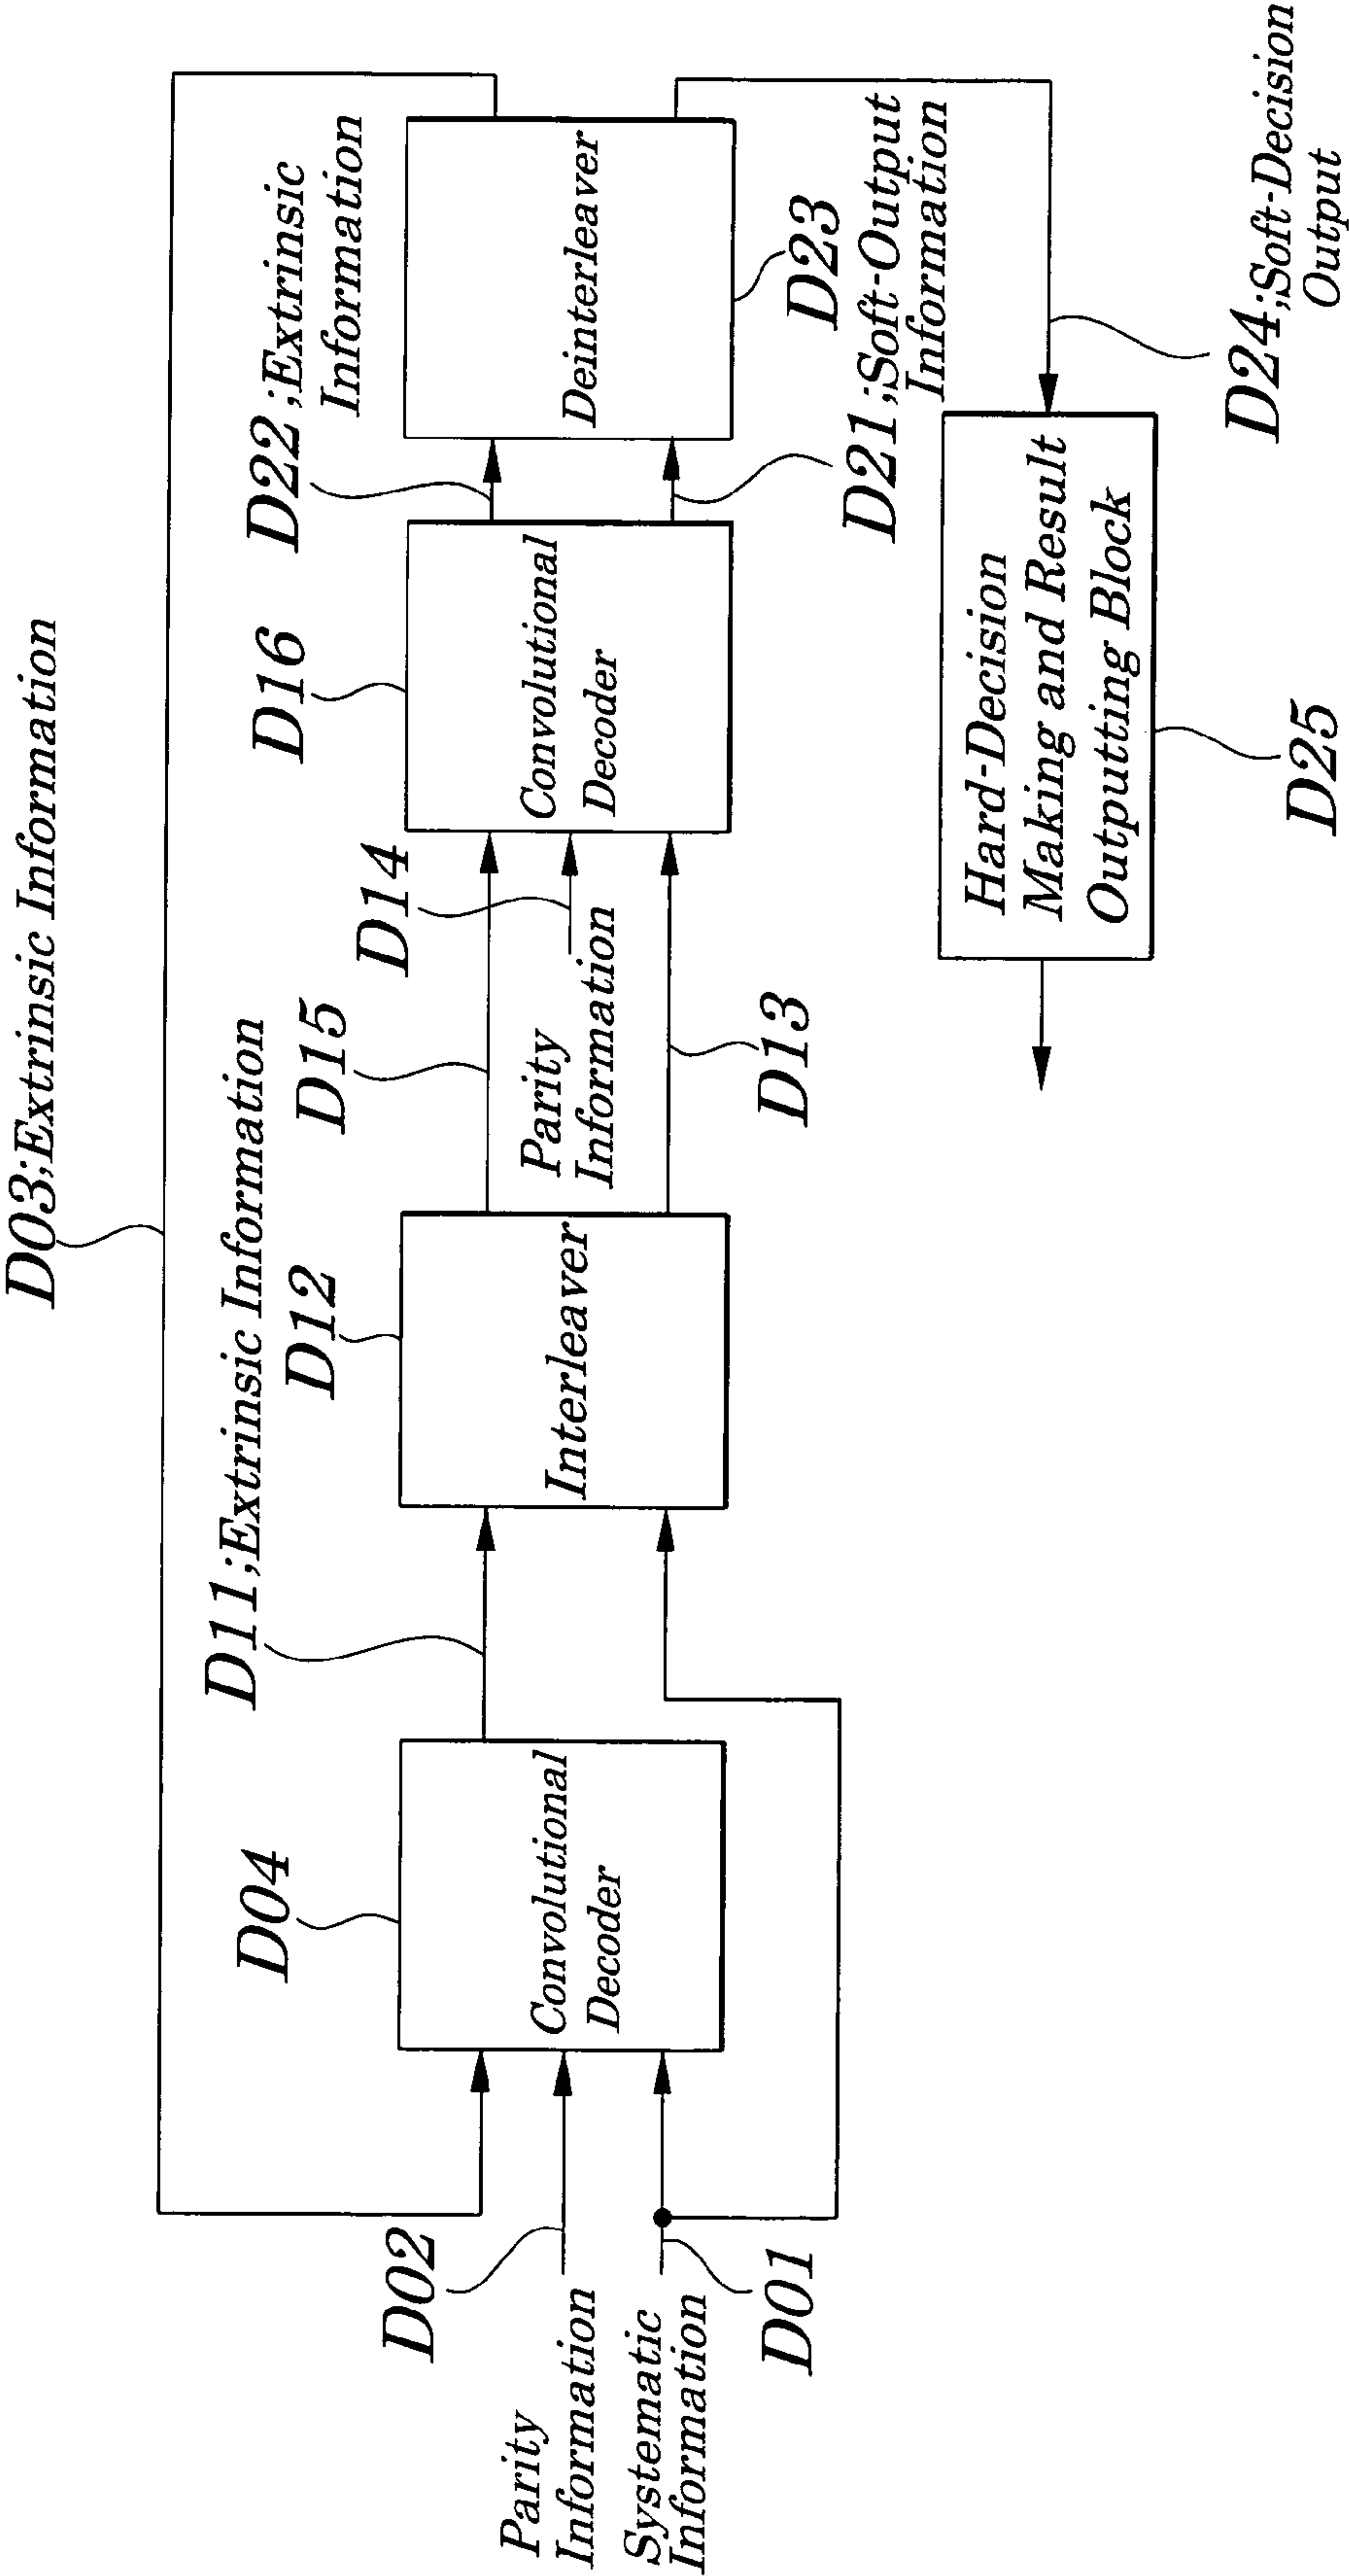 D03;Extrinsic Information
D11;Extrinsic Information
D22;Extrinsic
Information
D04
D12
D15
D14
D16
Convolutional
Decoder
Interleaver
Convolutional
Decoder
Deinterleaver
D02
Parity
Information
Systematic
Information
D01
Parity
Information
D13
D21;Soft-Output
Information
D23
Hard-Decision
Making and Result
Outputting Block
D25
D24;Soft-Decision
Output